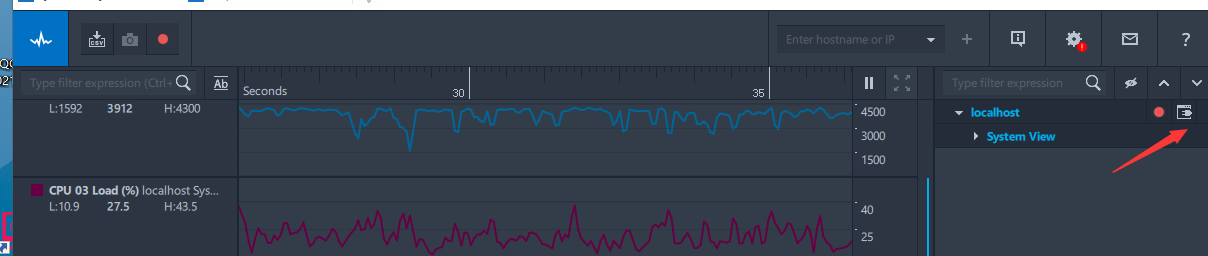 CSV
Enter hostname or IP
?
Type filter expression (Ctrl+
Ab
Seconds
30
35
Type filter expression
L:1592 3912 H:4300
4500
3000
1500
localhost
System View
CPU 03 Load (%) localhost Sys...
L:10.9 27.5 H:43.5
40
25